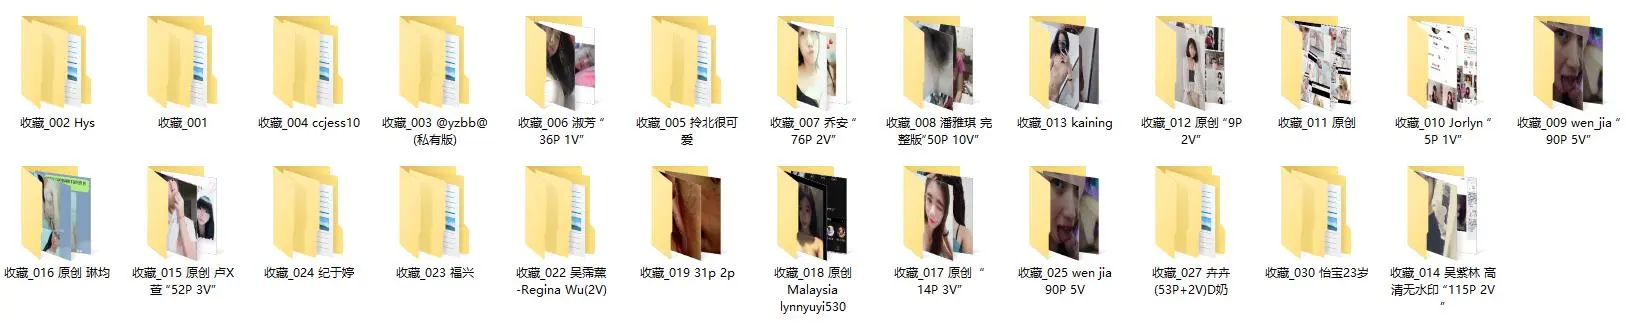 收藏_002 Hys
收藏_001
收藏_004 ccjess10
收藏_003 @yzbb@
(私有版)
收藏_006 淑芳 “
36P 1V”
收藏_005 拎北很可
爱
收藏_007 乔安 “
76P 2V”
收藏_008 潘雅琪 完
整版“50P 10V”
收藏_013 kaining
收藏_012 原创 “9P
2V”
收藏_011 原创
收藏_010 Jorlyn “
5P 1V”
收藏_009 wen_jia “
90P 5V”
收藏_016 原创 琳均
收藏_015 原创 卢X
萱 “52P 3V”
收藏_024 纪于婷
收藏_023 福兴
收藏_022 吴霈薰
-Regina Wu(2V)
收藏_019 31p 2p
收藏_018 原创
Malaysia
lynnyuyi530
收藏_017 原创 “
14P 3V”
收藏_025 wen jia
90P 5V
收藏_027 卉卉
(53P+2V)D奶
收藏_030 怡宝23岁
收藏_014 吴紫林 高
清无水印 “115P 2V
”